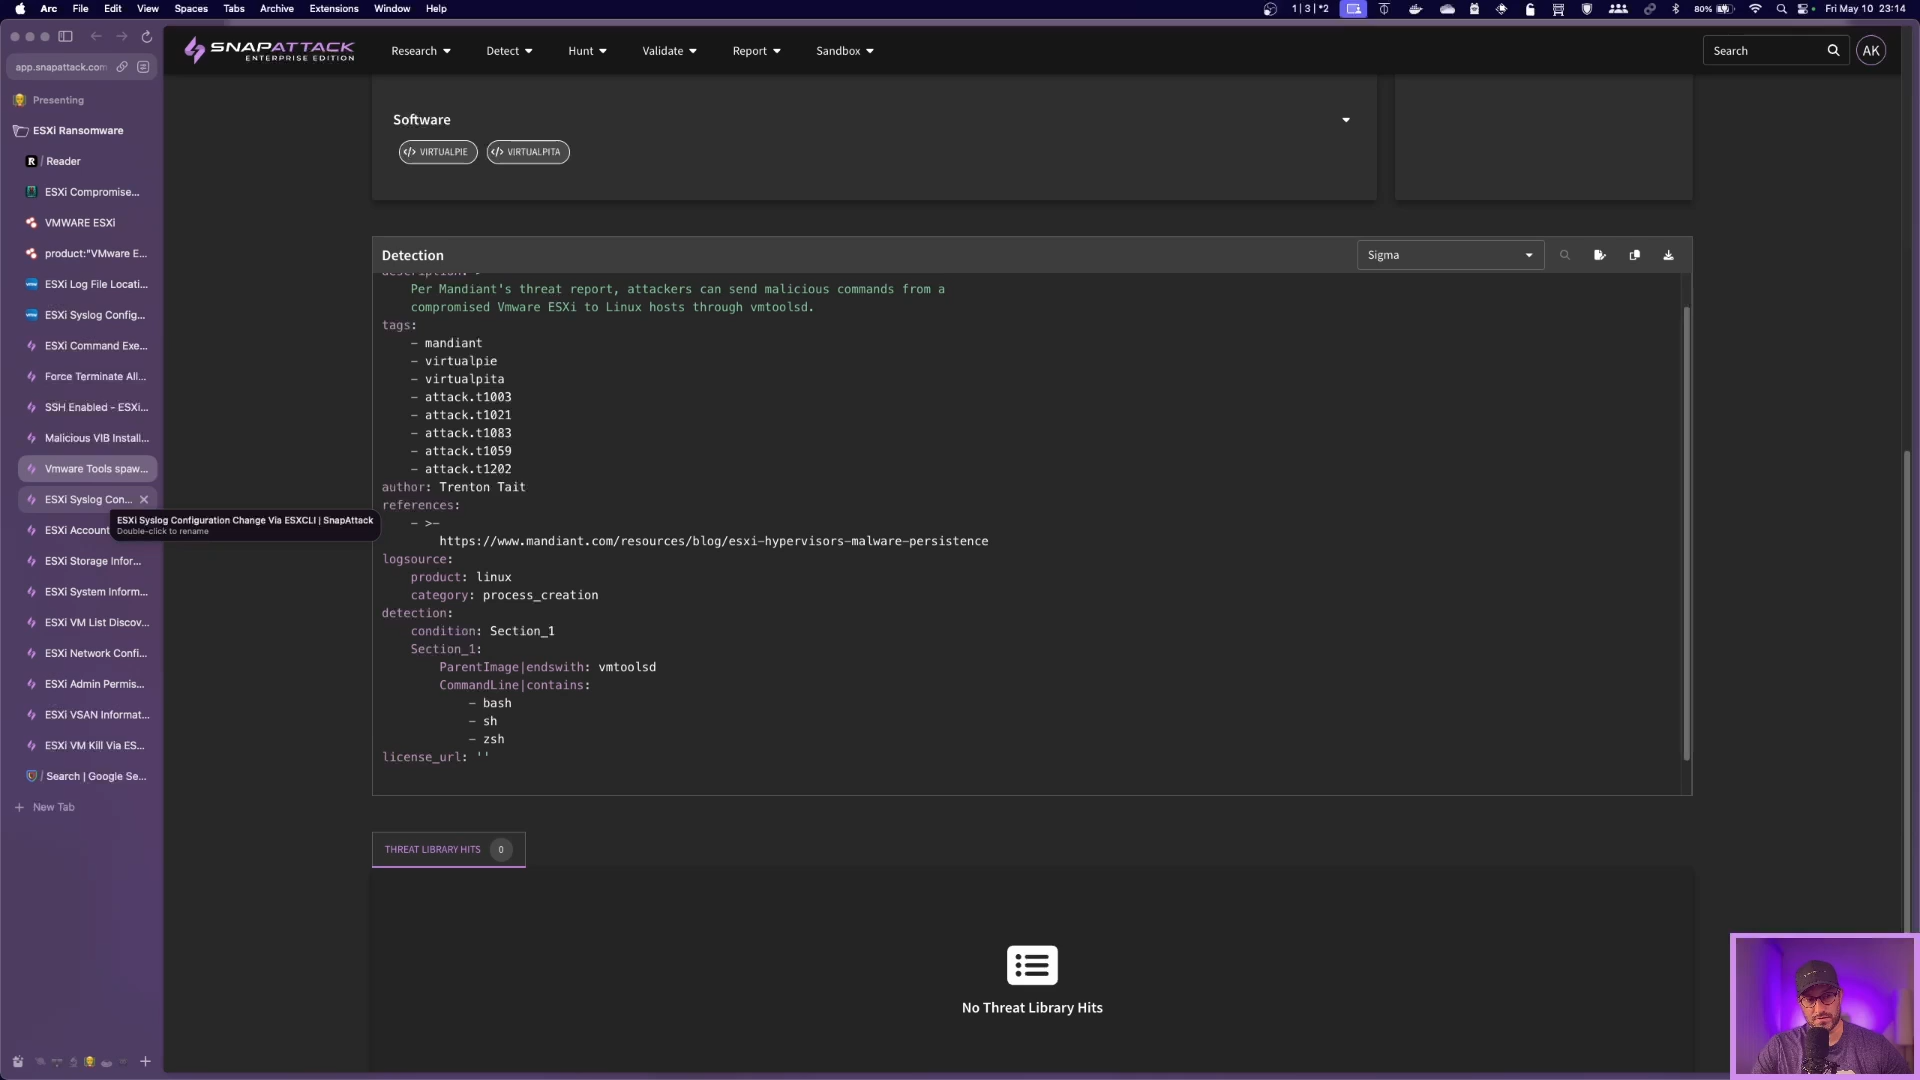 Arc File Edit View Spaces Tabs Archive Extensions Window Help
1 | 3 | *2
80%
Fri May 10 23:14
app.snapattack.com
Presenting
ESXi Ransomware
R / Reader
ESXi Compromise...
VMWARE ESXi
product:"VMware E...
ESXi Log File Locati...
ESXi Syslog Config...
ESXi Command Exe...
Force Terminate All...
SSH Enabled - ESXi...
Malicious VIB Install...
Vmware Tools spaw...
ESXi Syslog Con...
ESXi Syslog Configuration Change Via ESXCLI | SnapAttack
Double-click to rename
ESXi Account
ESXi Storage Infor...
ESXi System Inform...
ESXi VM List Discov...
ESXi Network Confi...
ESXi Admin Permis...
ESXi VSAN Informat...
ESXi VM Kill Via ES...
/ Search | Google Se...
New Tab
SNAPATTACK
ENTERPRISE EDITION
Research Detect Hunt Validate Report Sandbox
Search
AK
Software
VIRTUALPIE VIRTUALPITA
Detection
Sigma
description: >
Per Mandiant's threat report, attackers can send malicious commands from a
compromised Vmware ESXi to Linux hosts through vmtoolsd.
tags:
- mandiant
- virtualpie
- virtualpita
- attack.t1003
- attack.t1021
- attack.t1083
- attack.t1059
- attack.t1202
author: Trenton Tait
references:
- >-
https://www.mandiant.com/resources/blog/esxi-hypervisors-malware-persistence
logsource:
product: linux
category: process_creation
detection:
condition: Section_1
Section_1:
ParentImage|endswith: vmtoolsd
CommandLine|contains:
- bash
- sh
- zsh
license_url: ''
THREAT LIBRARY HITS 0
No Threat Library Hits